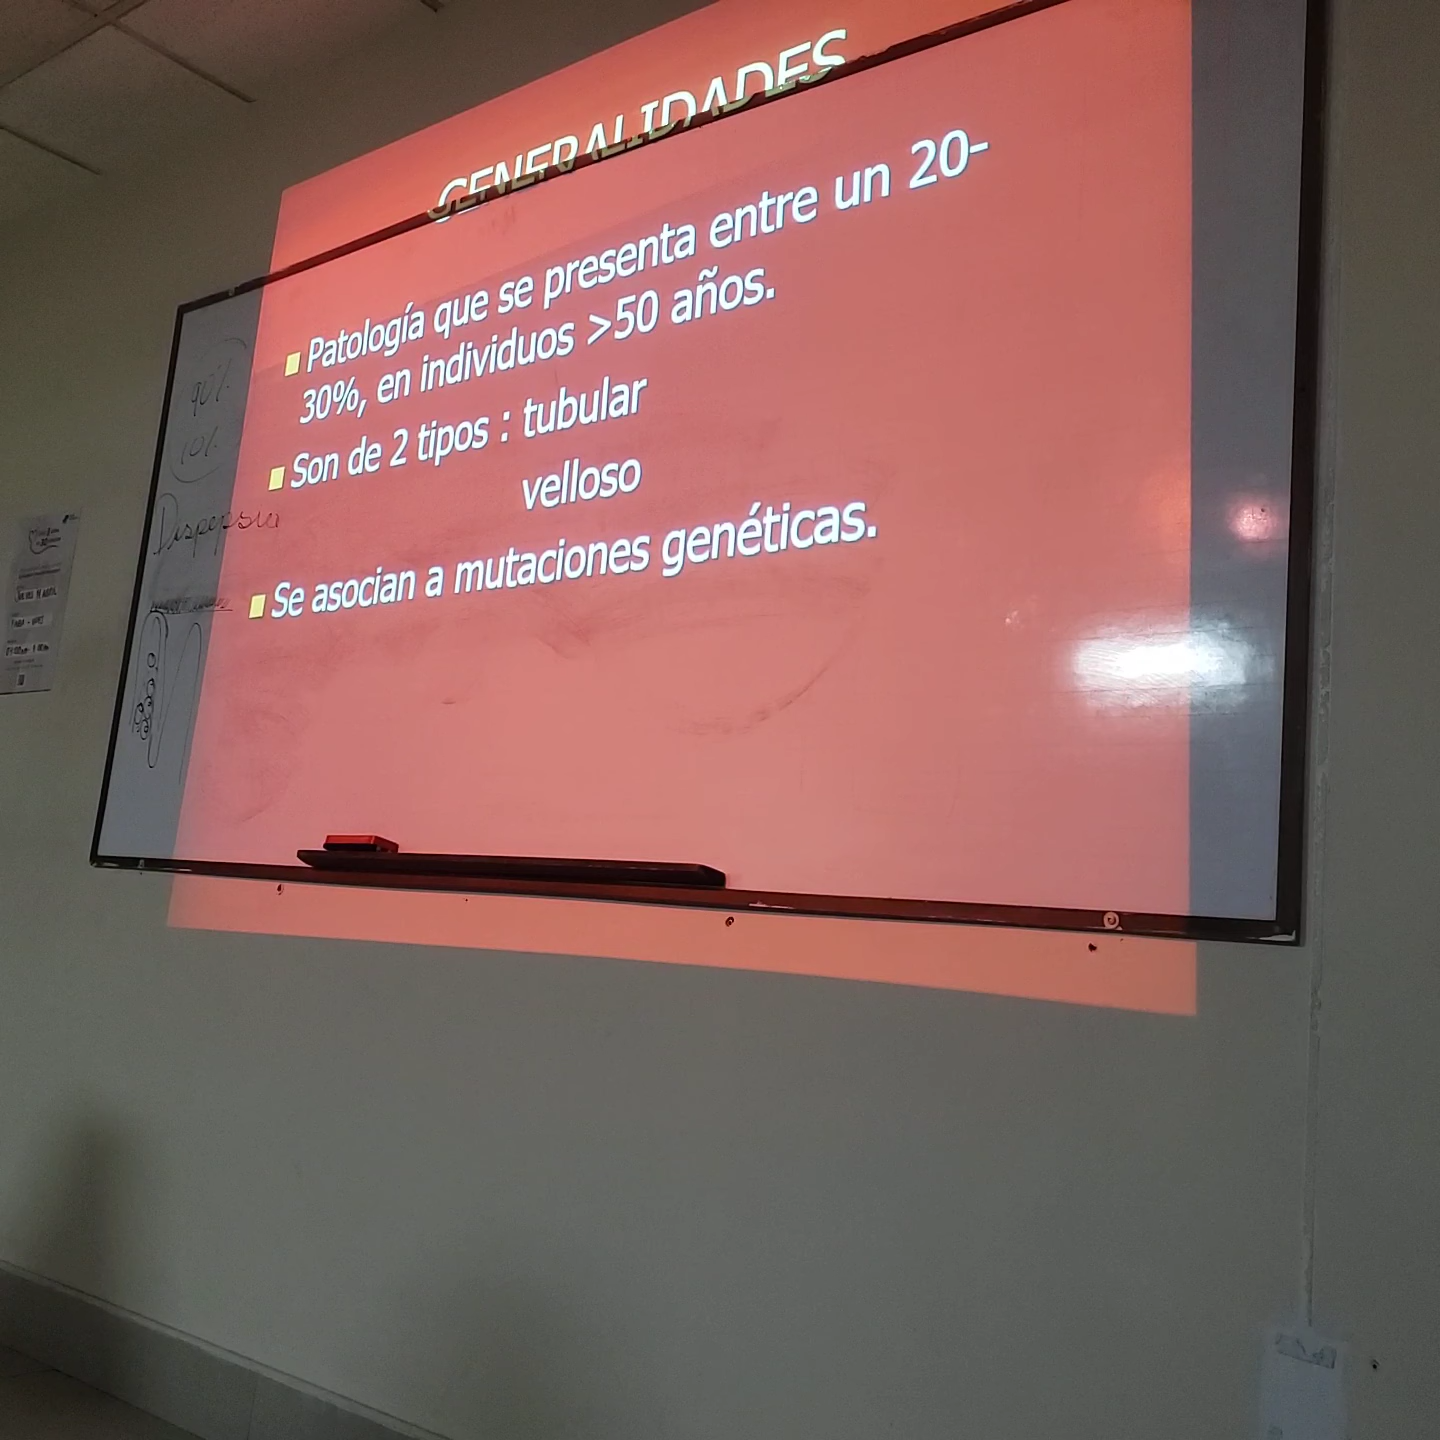 GENERALIDADES
Patología que se presenta entre un 20-
30%, en individuos >50 años.
Son de 2 tipos : tubular
velloso
Se asocian a mutaciones genéticas.
90%
10%
Dispepsia